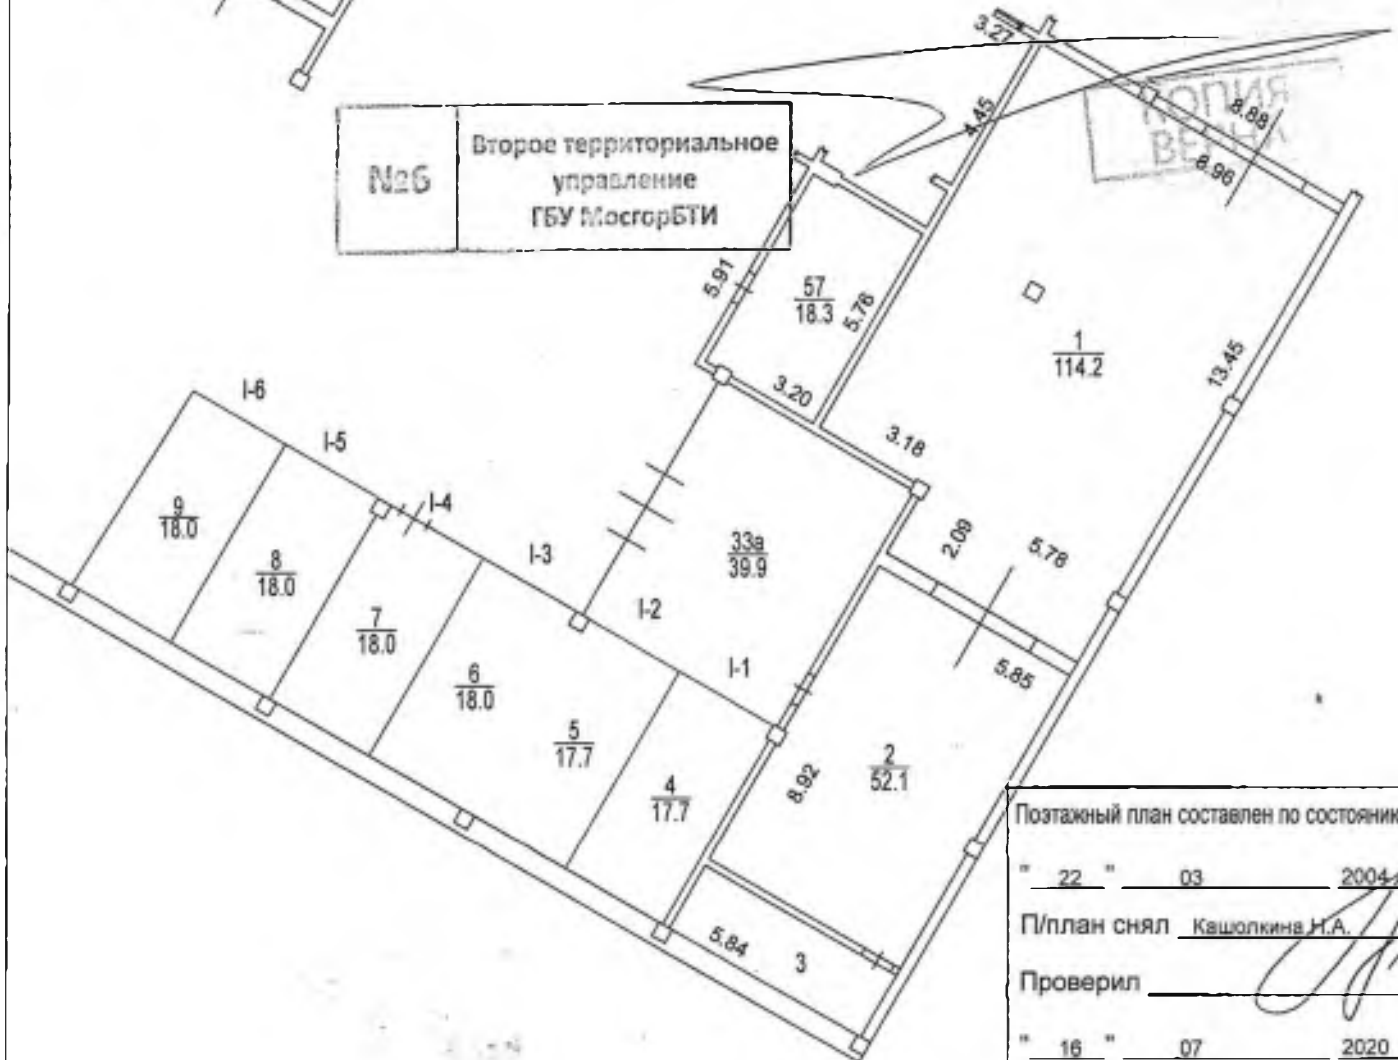 3.27
4.45
8.88
8.96
КОПИЯ
ВЕРНА
№6
Второе территориальное
управление
ГБУ МосгорБТИ
5.91
57
18.3
5.76
1
114.2
13.45
3.20
3.18
I-6
I-5
I-4
I-3
I-2
I-1
9
18.0
8
18.0
7
18.0
6
18.0
5
17.7
4
17.7
33а
39.9
2.09
5.78
5.85
2
52.1
8.92
5.84
3
Поэтажный план составлен по состоянию
" 22 " 03 2004
П/план снял Кашолкина Н.А.
Проверил
" 16 " 07 2020